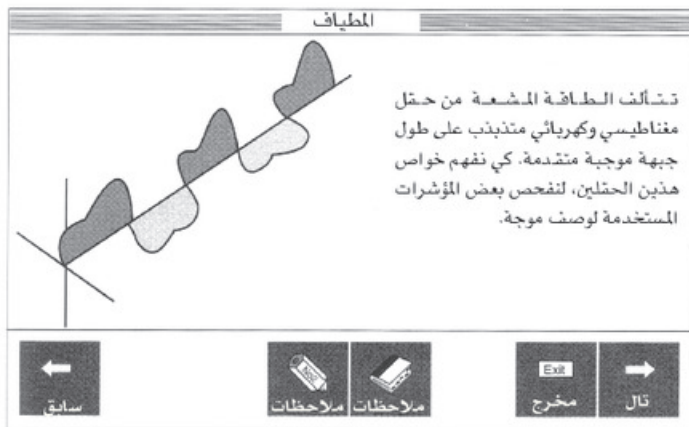 المطياف
تتألف الطاقة المشعة من حقل
مغناطيسي وكهربائي متذبذب على طول
جبهة موجية متقدمة. كي نفهم خواص
هذين الحقلين، لنفحص بعض المؤشرات
المستخدمة لوصف موجة.
Exit
No2
تال
مخرج
ملاحظات
ملاحظات
سابق